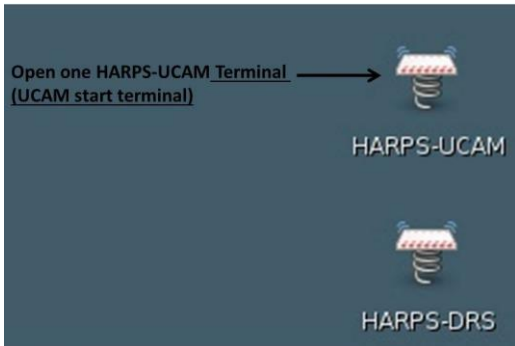 Open one HARPS-UCAM Terminal
(UCAM start terminal)
HARPS-UCAM
HARPS-DRS